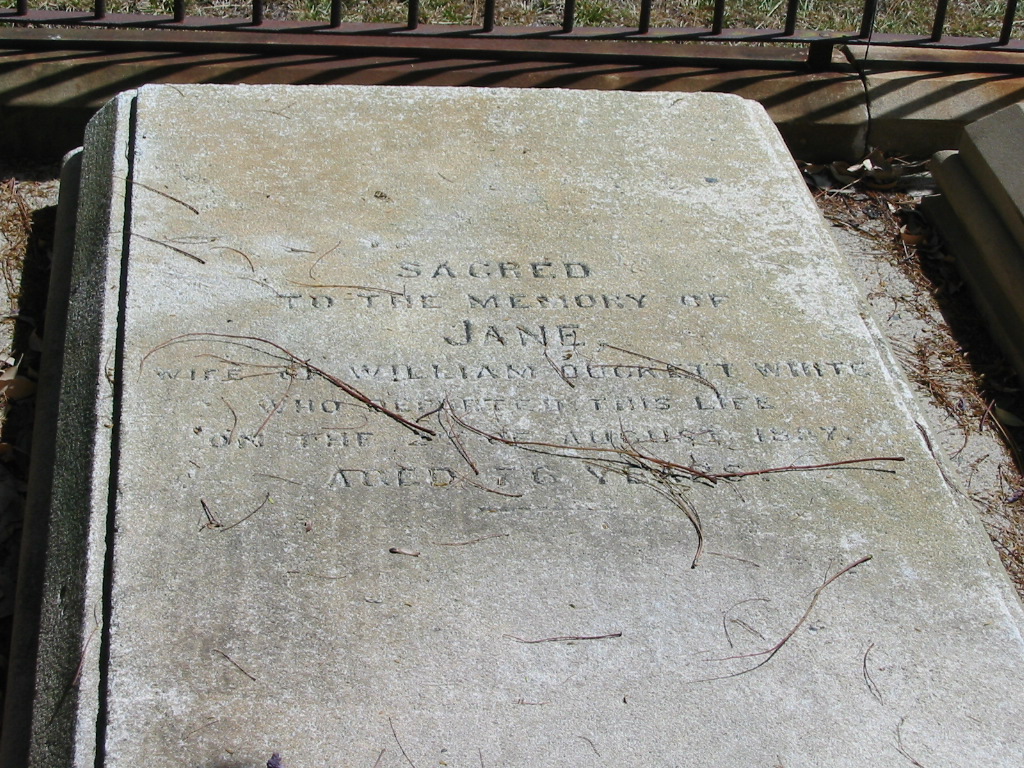 SACRED
TO THE MEMORY OF
JANE,
WIFE OF WILLIAM DUCKETT WHITE
WHO DEPARTED THIS LIFE
ON THE AUGUST
AGED 76 YEARS.